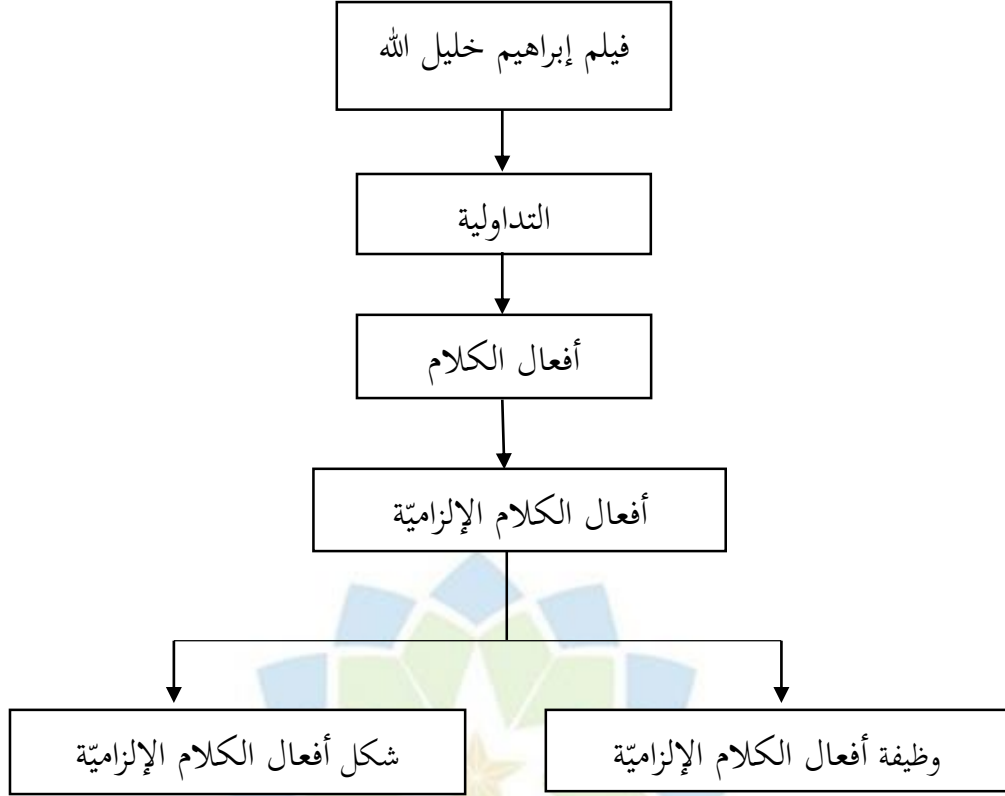 فيلم إبراهيم خليل الله
التداولية
أفعال الكلام
أفعال الكلام الإلزاميّة
وظيفة أفعال الكلام الإلزاميّة
شكل أفعال الكلام الإلزاميّة